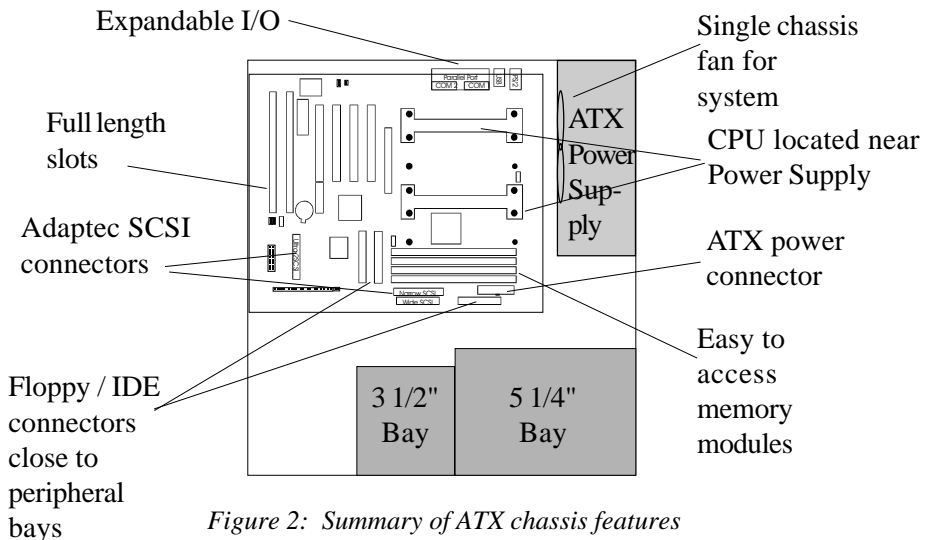 Expandable I/O
Single chassis
fan for
system
Parallel Port
COM 2
COM
USB
PS/2
ATX
Power
Sup-
ply
Full length
slots
CPU located near
Power Supply
Adaptec SCSI
connectors
Ultra2SCSI
ATX power
connector
Narrow SCSI
Wide SCSI
Easy to
access
memory
modules
Floppy / IDE
connectors
close to
peripheral
bays
3 1/2"
Bay
5 1/4"
Bay
Figure 2: Summary of ATX chassis features